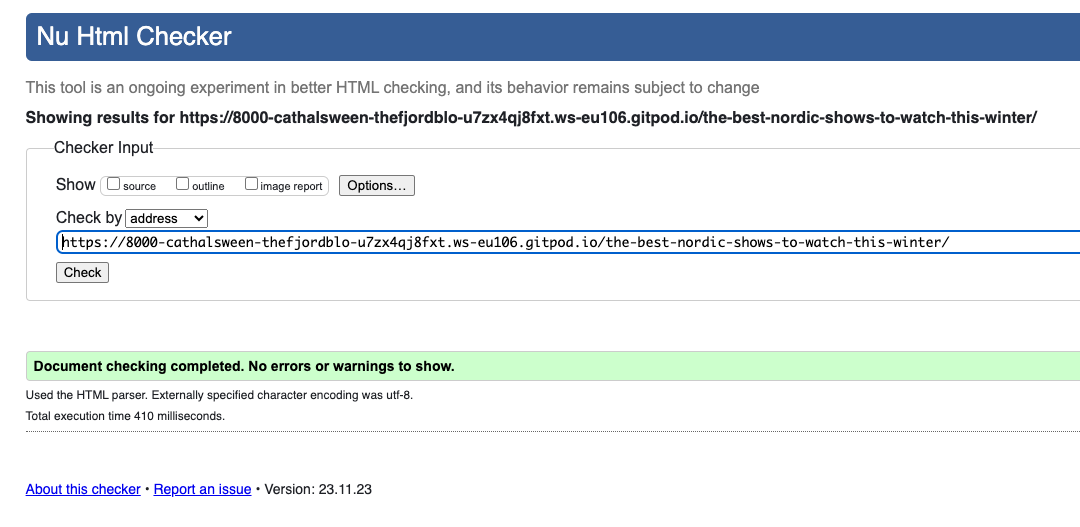 Nu Html Checker
This tool is an ongoing experiment in better HTML checking, and its behavior remains subject to change
Showing results for https://8000-cathalsween-thefjordblo-u7zx4qj8fxt.ws-eu106.gitpod.io/the-best-nordic-shows-to-watch-this-winter/
Checker Input
Show source outline image report Options...
Check by address
https://8000-cathalsween-thefjordblo-u7zx4qj8fxt.ws-eu106.gitpod.io/the-best-nordic-shows-to-watch-this-winter/
Check
Document checking completed. No errors or warnings to show.
Used the HTML parser. Externally specified character encoding was utf-8.
Total execution time 410 milliseconds.
About this checker • Report an issue • Version: 23.11.23